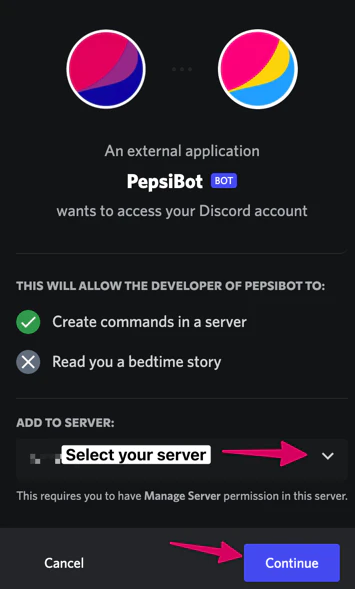 An external application
PepsiBot BOT
wants to access your Discord account
THIS WILL ALLOW THE DEVELOPER OF PEPSIBOT TO:
Create commands in a server
Read you a bedtime story
ADD TO SERVER:
Select your server
This requires you to have Manage Server permission in this server.
Cancel
Continue